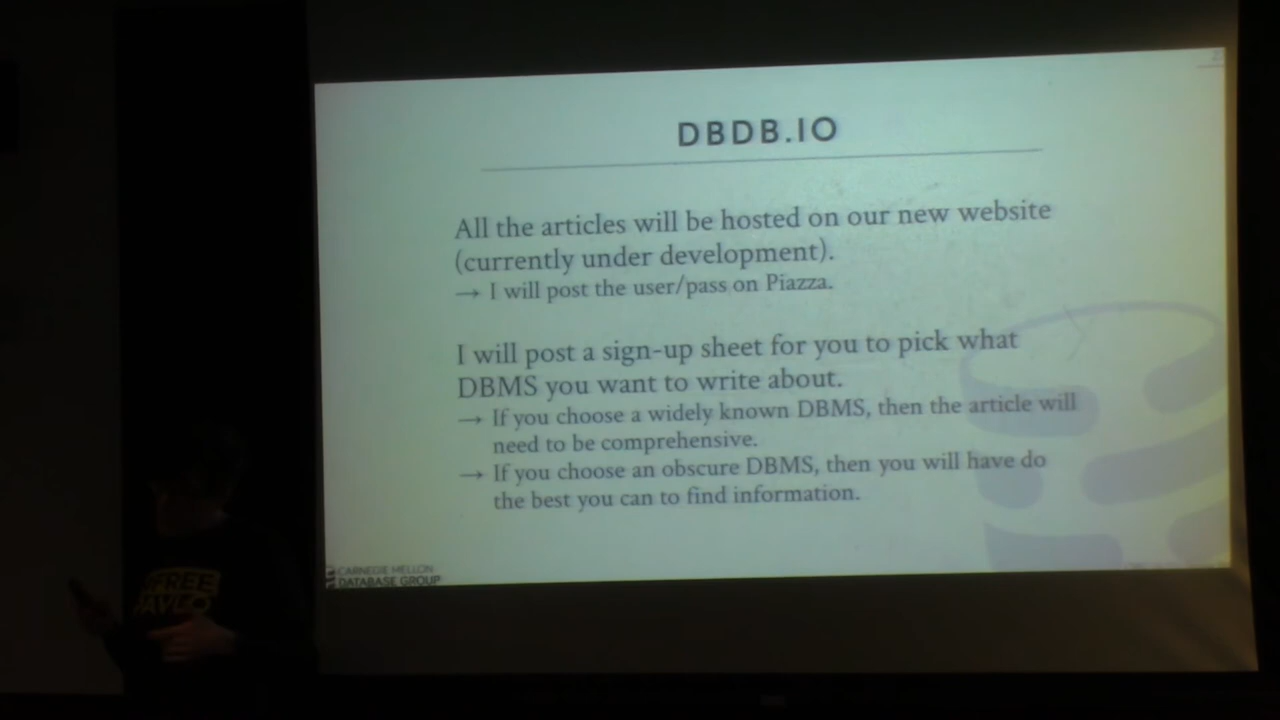 DBDB.IO
All the articles will be hosted on our new website
(currently under development).
→ I will post the user/pass on Piazza.
I will post a sign-up sheet for you to pick what
DBMS you want to write about.
→ If you choose a widely known DBMS, then the article will
need to be comprehensive.
→ If you choose an obscure DBMS, then you will have do
the best you can to find information.
CARNEGIE MELLON
DATABASE GROUP
#FREE
PAVLO